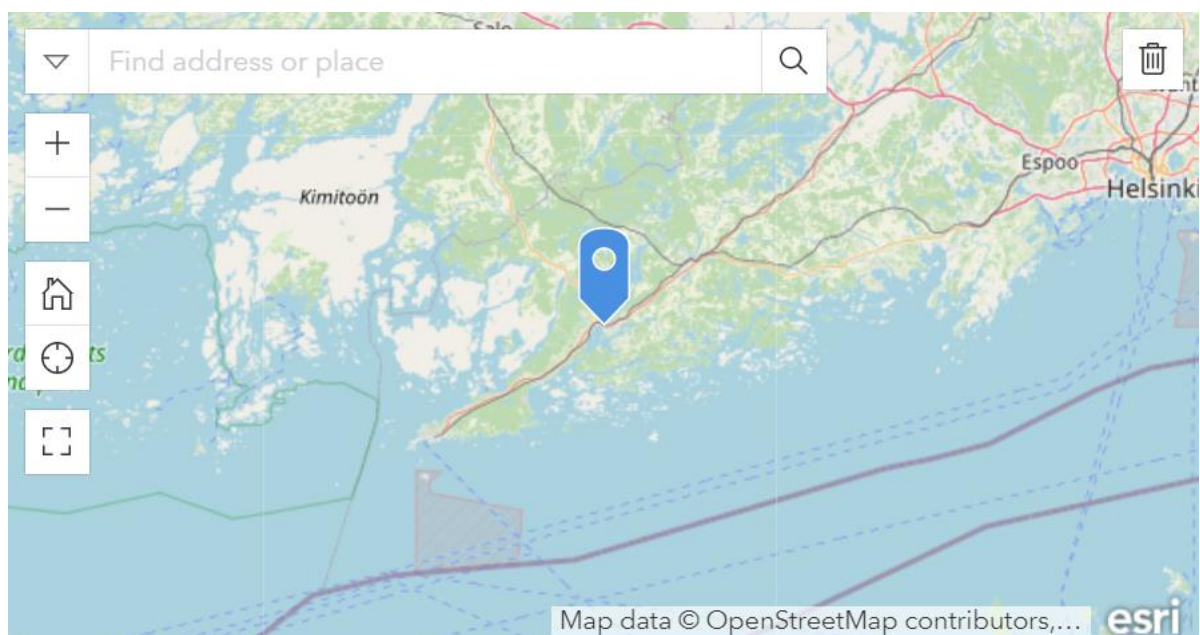 Find address or place
Kimitoön
Espoo
Helsinki
Map data © OpenStreetMap contributors,...
esri